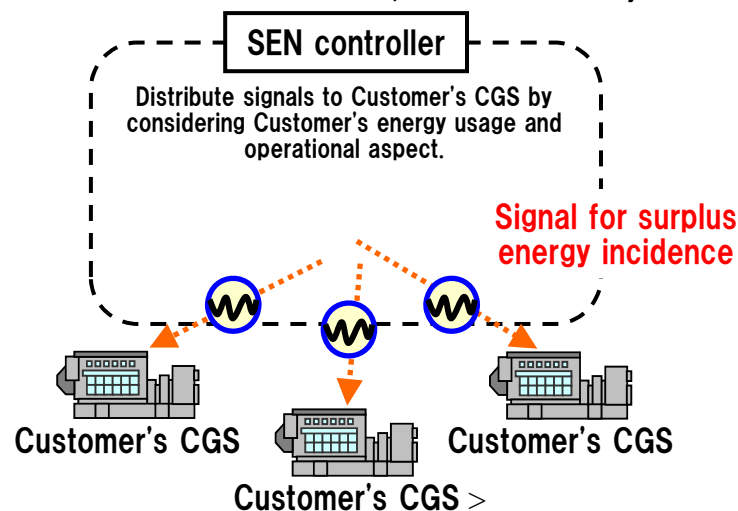 SEN controller
Distribute signals to Customer's CGS by
considering Customer's energy usage and
operational aspect.
Signal for surplus
energy incidence
Customer's CGS
Customer's CGS
Customer's CGS >